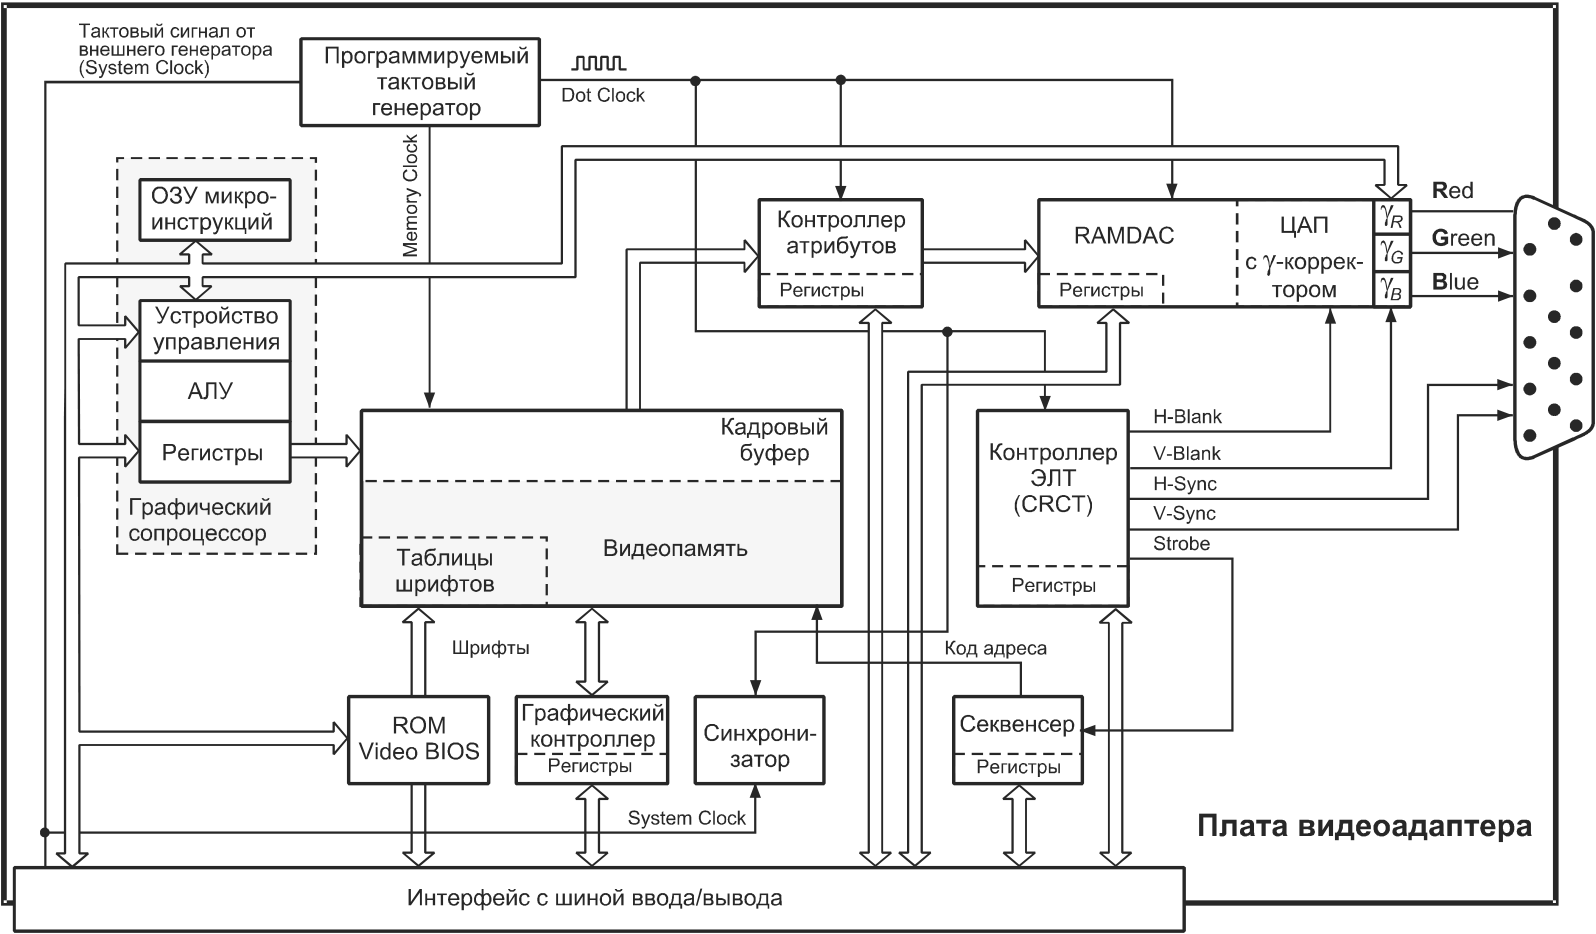 Тактовый сигнал от
внешнего генератора
(System Clock)
Программируемый
тактовый
генератор
Dot Clock
Memory Clock
ОЗУ микро-
инструкций
Устройство
управления
АЛУ
Регистры
Графический
сопроцессор
Контроллер
атрибутов
Регистры
RAMDAC
Регистры
ЦАП
с γ-коррек-
тором
γR
γG
γB
Red
Green
Blue
Кадровый
буфер
Видеопамять
Таблицы
шрифтов
Контроллер
ЭЛТ
(CRCT)
Регистры
H-Blank
V-Blank
H-Sync
V-Sync
Strobe
Шрифты
Код адреса
ROM
Video BIOS
Графический
контроллер
Регистры
Синхрони-
затор
Секвенсер
Регистры
System Clock
Плата видеоадаптера
Интерфейс с шиной ввода/вывода